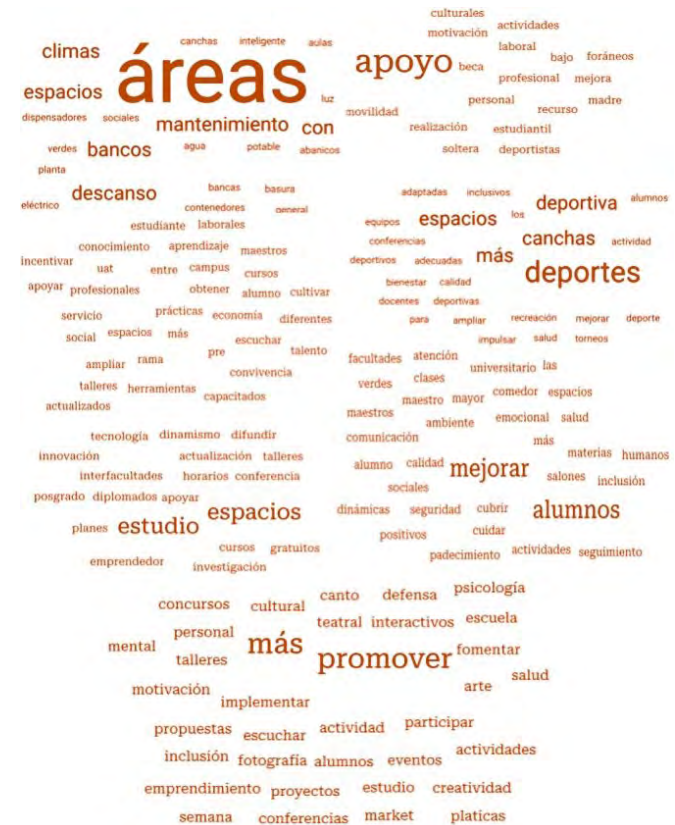 canchas inteligente aulas
climas
áreas
espacios
luz
dispensadores sociales
mantenimiento con
verdes bancos agua potable abanicos
planta
descanso bancas basura
eléctrico contenedores general
culturales
motivación actividades
laboral
apoyo beca bajo foráneos
profesional mejora
personal madre
movilidad recurso
realización estudiantil
soltera deportistas
estudiante laborales
conocimiento aprendizaje maestros
incentivar uat entre campus cursos
apoyar profesionales obtener alumno cultivar
servicio prácticas economía diferentes
social espacios más escuchar
ampliar rama pre talento
convivencia
talleres herramientas capacitados
actualizados
adaptadas inclusivos
deportiva alumnos
equipos espacios los
conferencias canchas actividad
deportivos adecuadas más
deportes
bienestar calidad
docentes deportivas
para ampliar recreación mejorar deporte
impulsar salud torneos
tecnología dinamismo difundir
innovación actualización talleres
interfacultades horarios conferencia
posgrado diplomados apoyar
espacios
planes estudio
cursos gratuitos
emprendedor investigación
facultades atención
universitario las
verdes clases
maestro mayor comedor espacios
maestros ambiente emocional salud
comunicación más
materias humanos
alumno calidad mejorar salones inclusión
sociales
dinámicas seguridad cubrir alumnos
positivos cuidar
padecimiento actividades seguimiento
canto defensa psicología
concursos cultural
teatral interactivos escuela
personal
mental más fomentar
talleres promover
salud
motivación arte
implementar
propuestas escuchar actividad participar
inclusión fotografía alumnos eventos actividades
emprendimiento proyectos estudio creatividad
semana conferencias market platicas